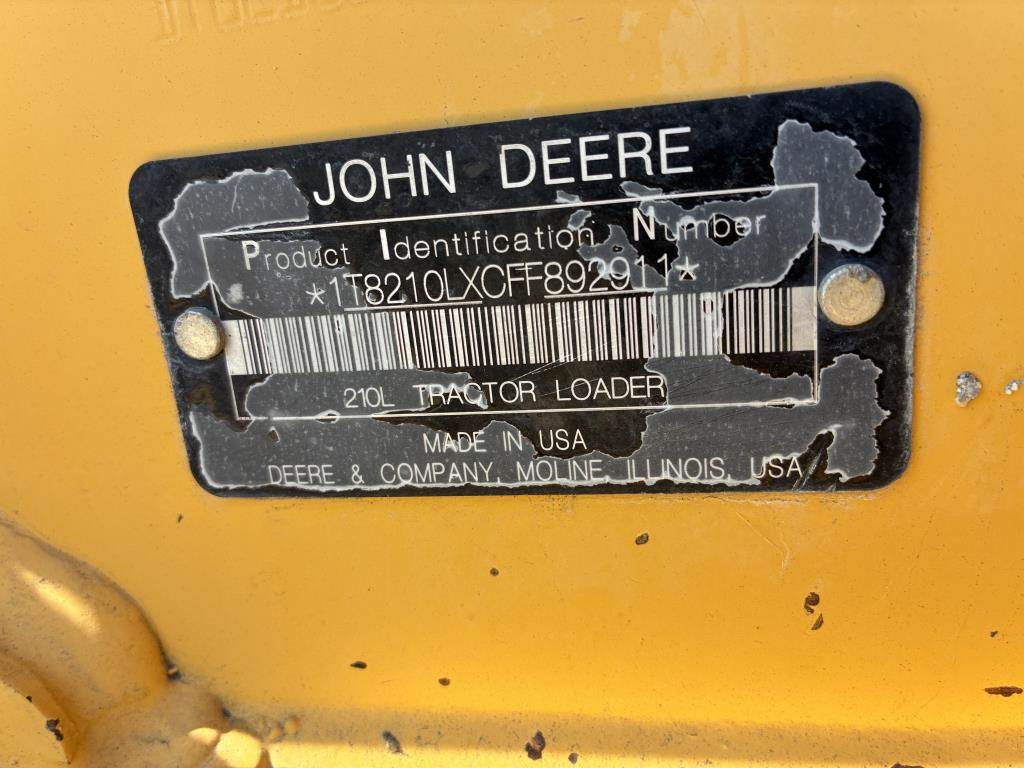 JOHN DEERE
Product Identification Number
*1T8210LXCFF892911*
210L TRACTOR LOADER
MADE IN USA
DEERE & COMPANY, MOLINE, ILLINOIS, USA